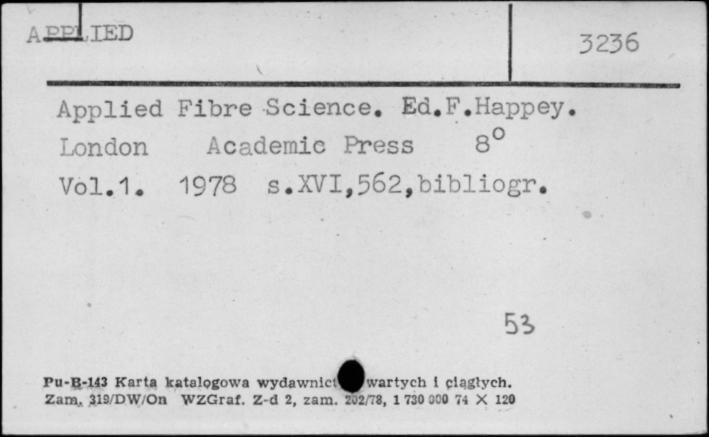 APPLIED
3236
Applied Fibre Science. Ed.F.Happey.
London Academic Press 8°
Vol.1. 1978 s.XVI,562,bibliogr.
53
Pu-B-143 Karta katalogowa wydawnict wartych i ciągłych.
Zam. 319/DW/On WZGraf. Z-d 2, zam. 202/78, 1 730 000 74 X 120